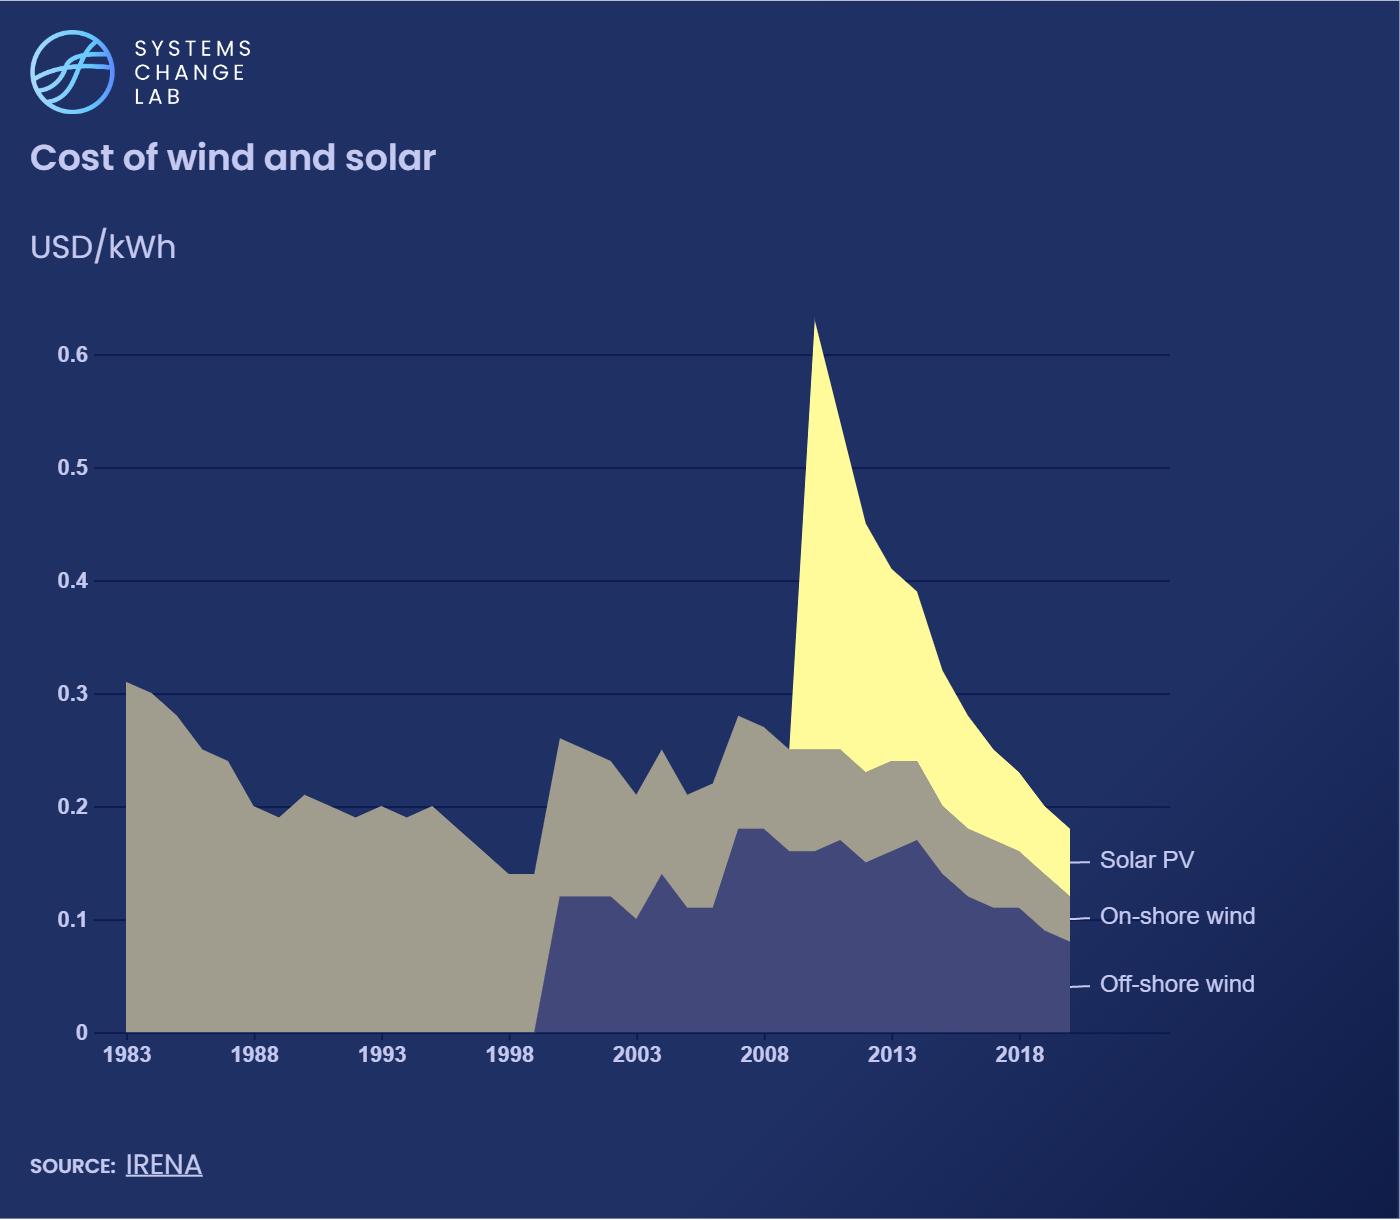 SYSTEMS
CHANGE
LAB
Cost of wind and solar
USD/kWh
0.6
0.5
0.4
0.3
0.2
0.1
0
Solar PV
On-shore wind
Off-shore wind
1983 1988 1993 1998 2003 2008 2013 2018
SOURCE: IRENA